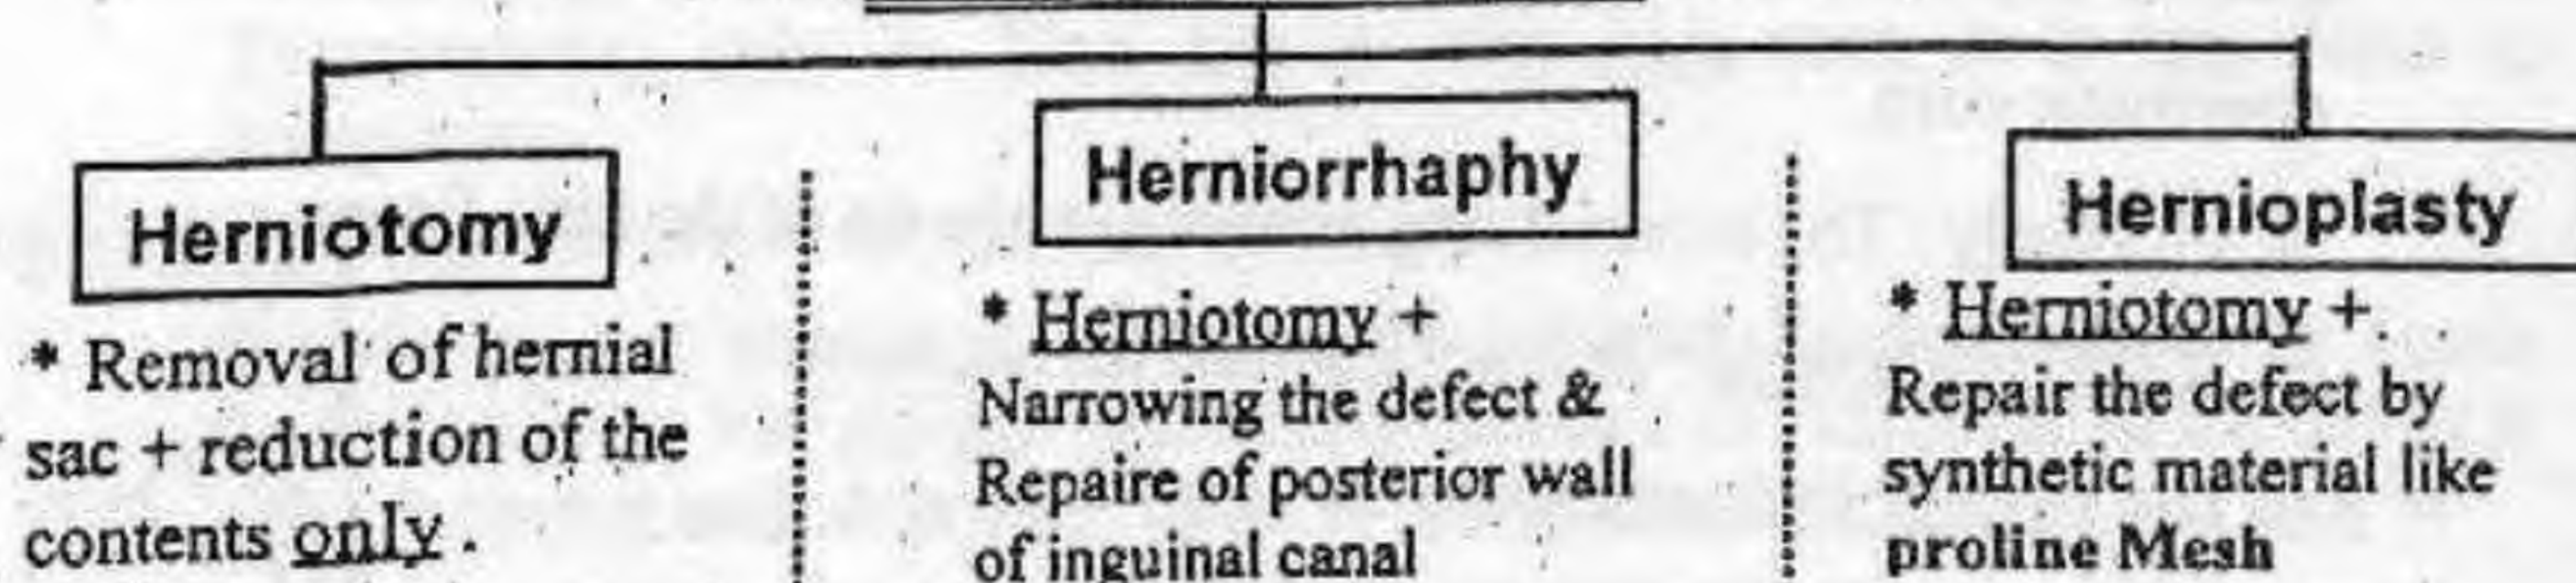 Herniotomy
* Removal of hernial
sac + reduction of the
contents only.
Herniorrhaphy
* Herniotomy +
Narrowing the defect &
Repaire of posterior wall
of inguinal canal
Hernioplasty
* Herniotomy +.
Repair the defect by
synthetic material like
proline Mesh